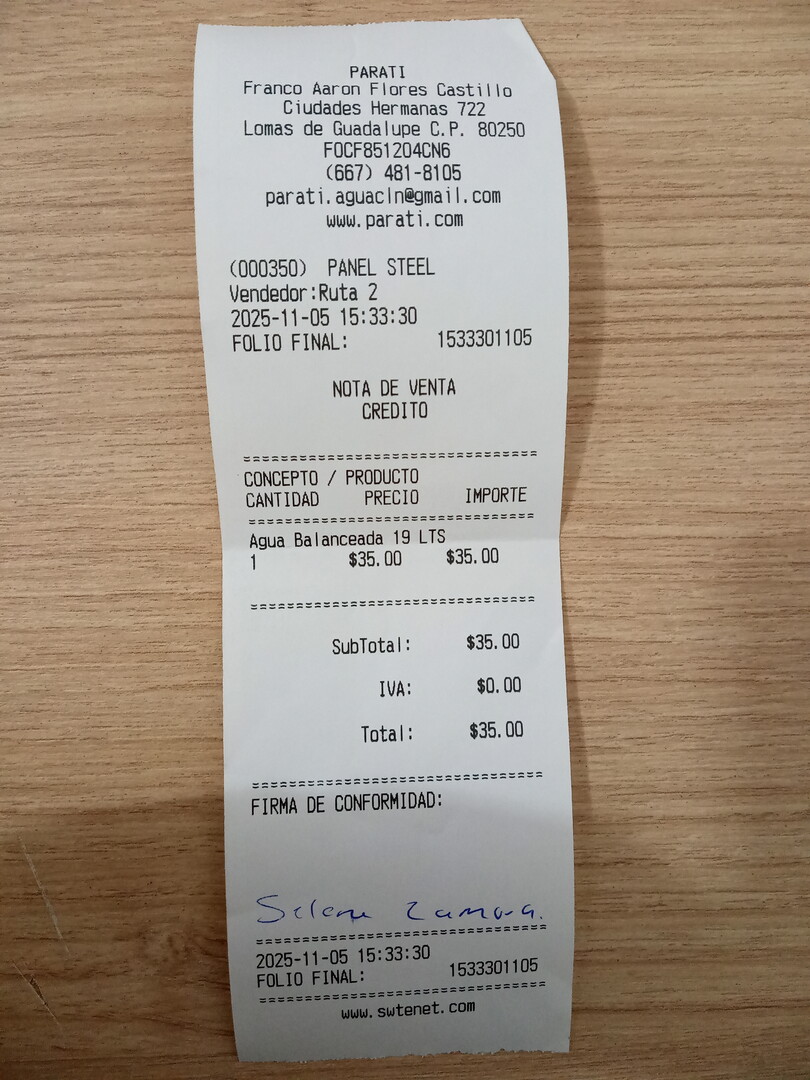 PARATI
Franco Aaron Flores Castillo
Ciudades Hermanas 722
Lomas de Guadalupe C.P. 80250
FOCF851204CN6
(667) 481-8105
parati.aguacln@gmail.com
www.parati.com
(000350) PANEL STEEL
Vendedor:Ruta 2
2025-11-05 15:33:30
FOLIO FINAL: 1533301105
NOTA DE VENTA
CREDITO
================================
CONCEPTO / PRODUCTO
CANTIDAD PRECIO IMPORTE
================================
Agua Balanceada 19 LTS
1 $35.00 $35.00
================================
SubTotal: $35.00
IVA: $0.00
Total: $35.00
================================
FIRMA DE CONFORMIDAD:
Selene Zamora.
================================
2025-11-05 15:33:30
FOLIO FINAL: 1533301105
================================
www.swtenet.com